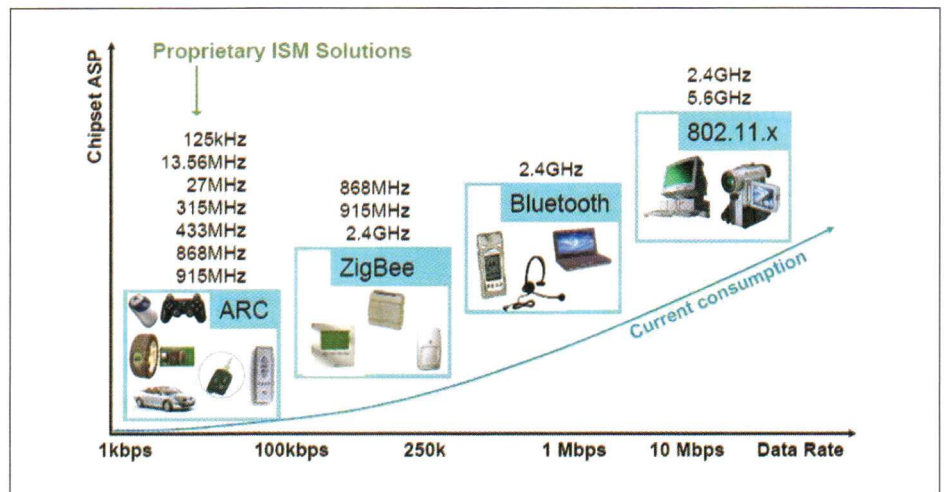 Chipset ASP
Proprietary ISM Solutions
125kHz
13.56MHz
27MHz
315MHz
433MHz
868MHz
915MHz
ARC
868MHz
915MHz
2.4GHz
ZigBee
2.4GHz
Bluetooth
2.4GHz
5.6GHz
802.11.x
Current consumption
1kbps 100kbps 250k 1 Mbps 10 Mbps Data Rate